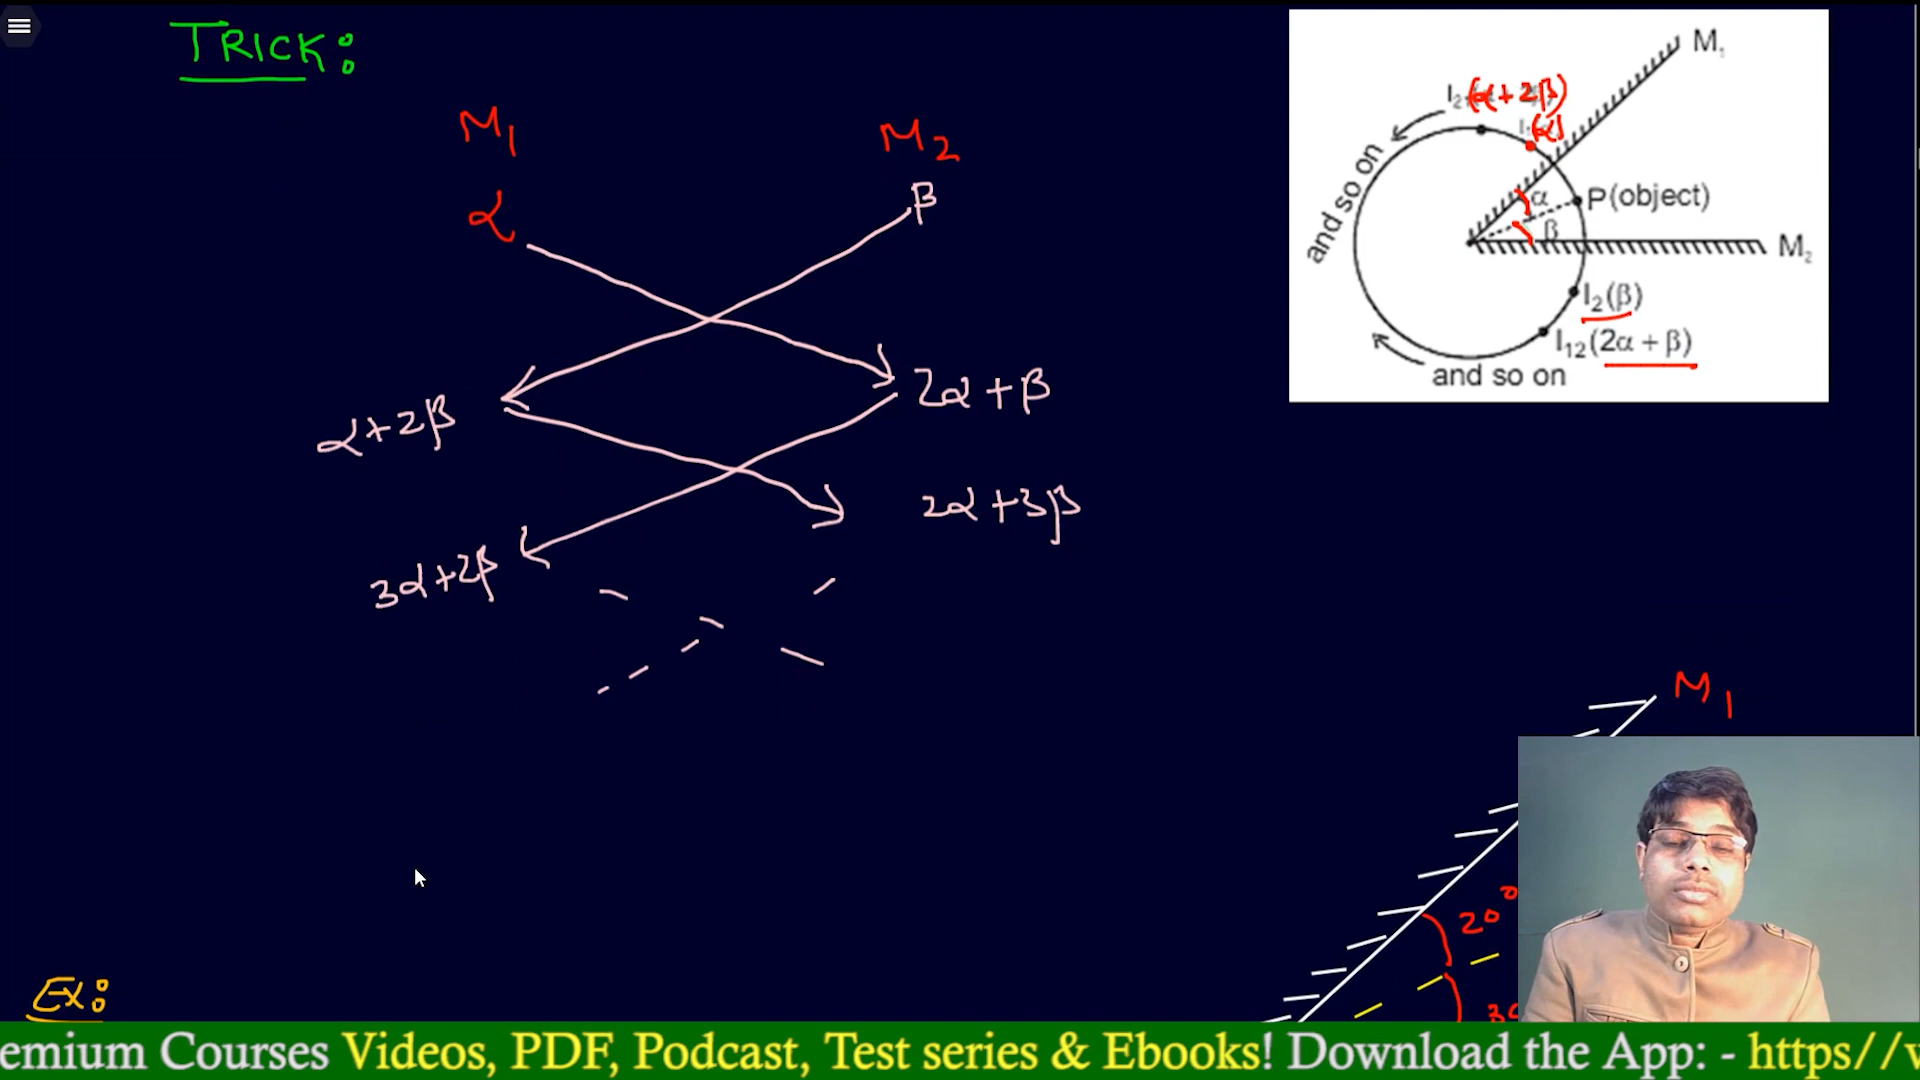 TRICK:
M1 M2
α β
α+2β 2α+β
3α+2β 2α+3β
M1
I2 (α+2β)
(α)
α
P(object)
β
M2
I2(β)
I12(2α + β)
and so on
and so on
M1
20°
Ex:
emium Courses Videos, PDF, Podcast, Test series & Ebooks! Download the App: - https//